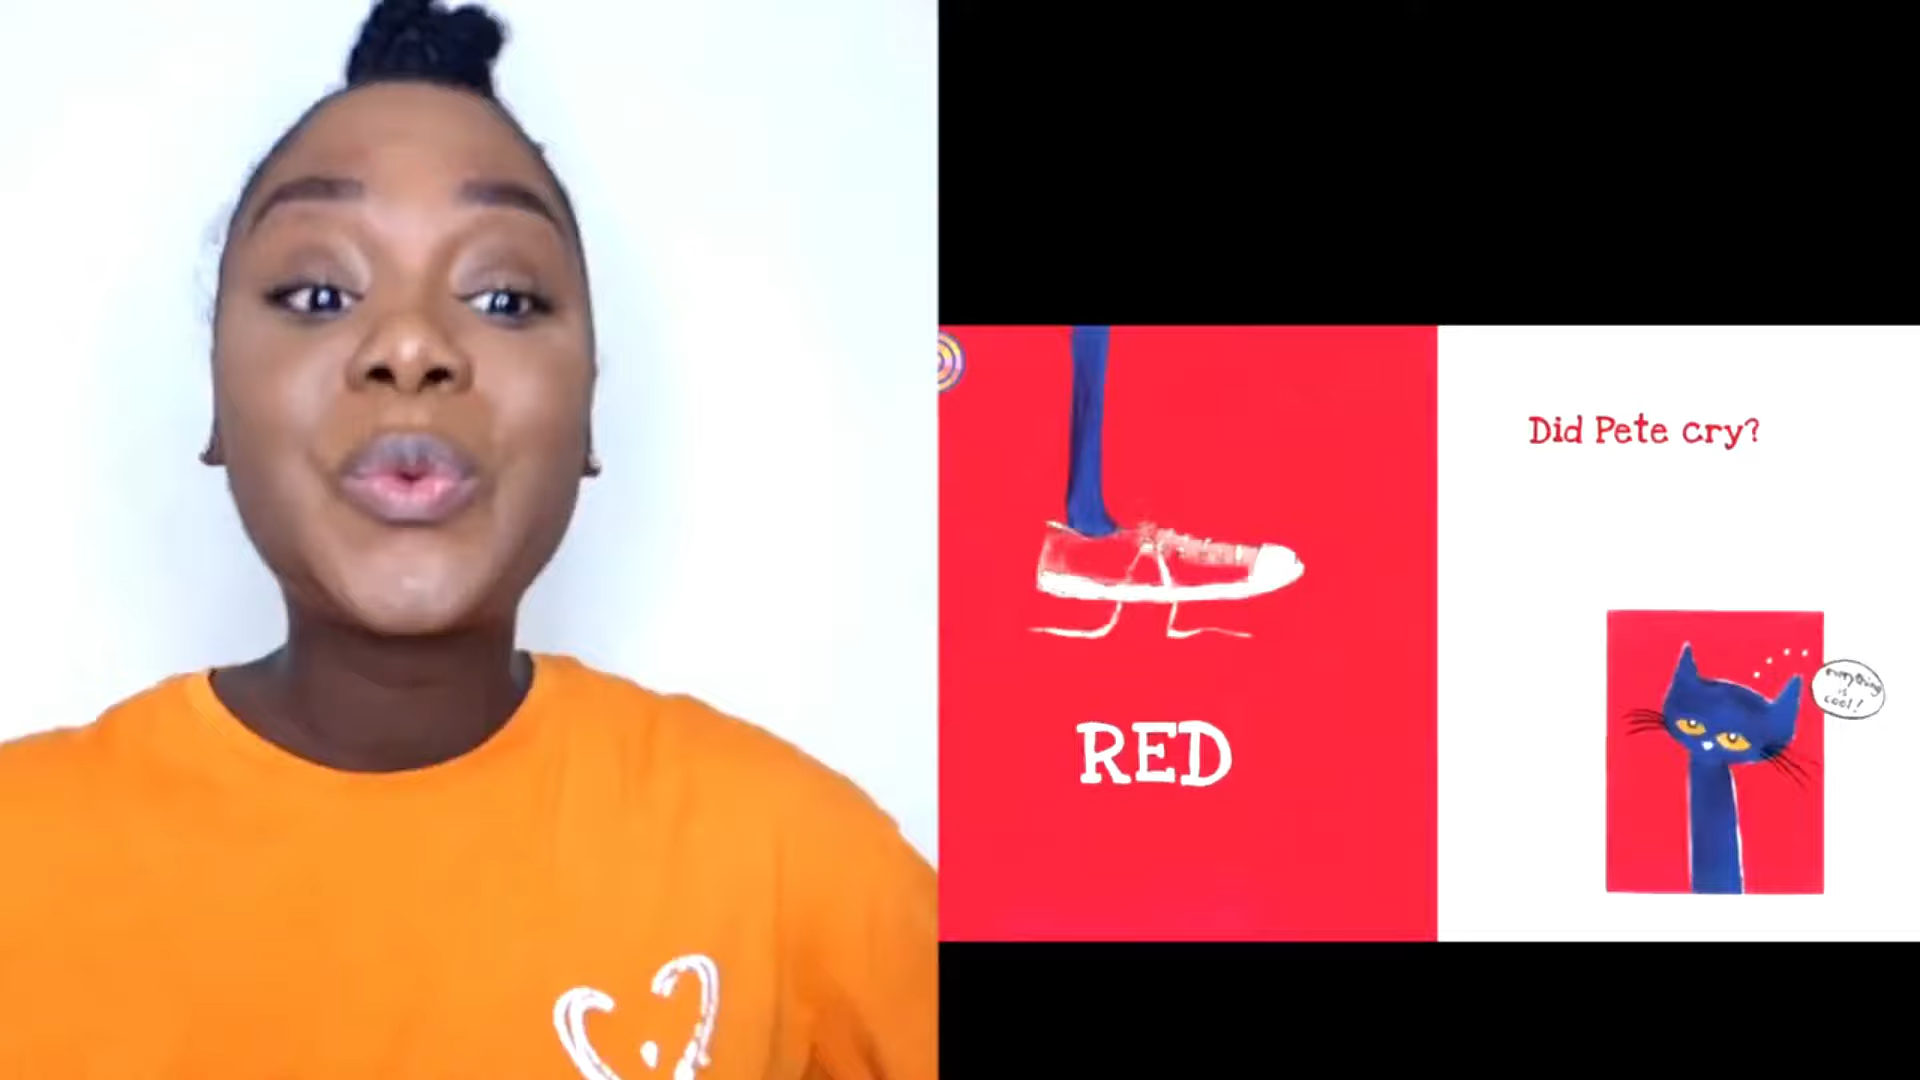 Did Pete cry?
everything
is
cool!
RED